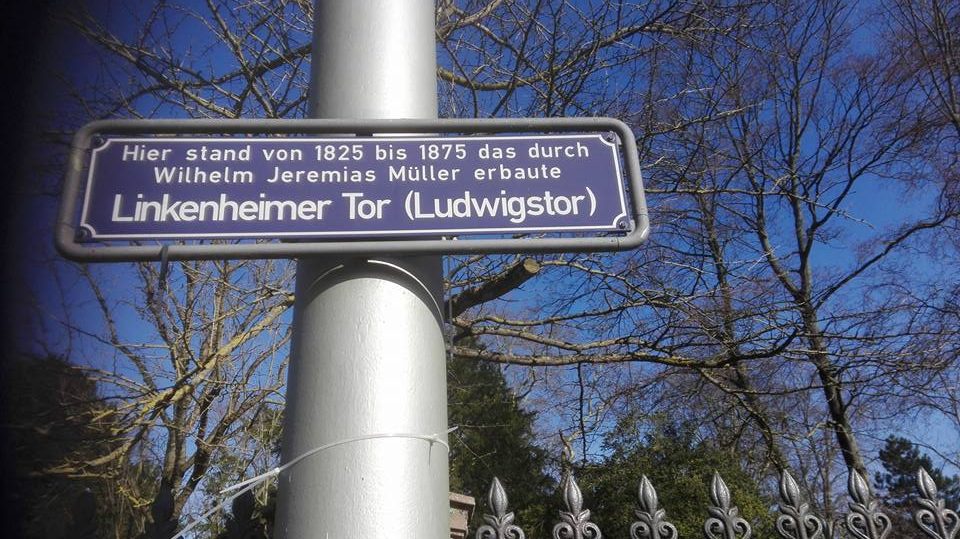 Hier stand von 1825 bis 1875 das durch
Wilhelm Jeremias Müller erbaute
Linkenheimer Tor (Ludwigstor)